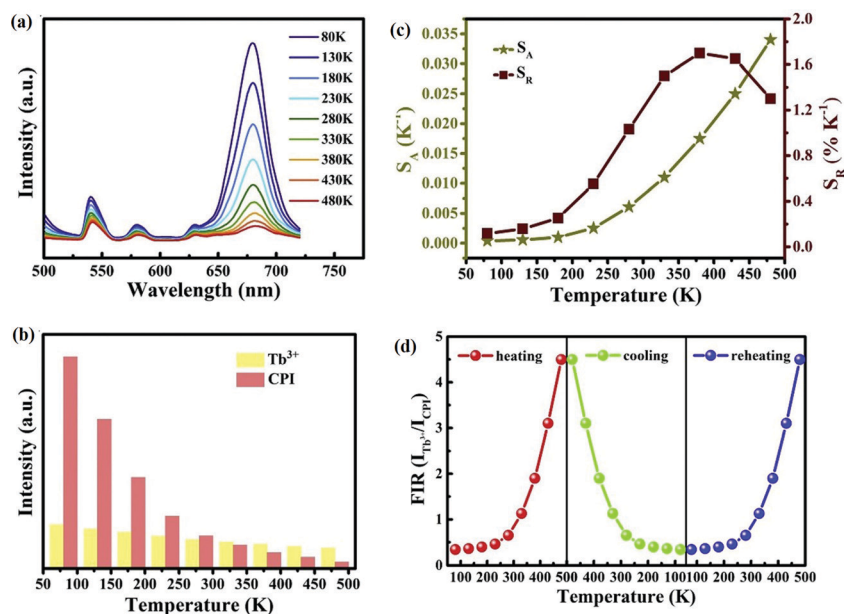 (a)
Intensity (a.u.)
80K
130K
180K
230K
280K
330K
380K
430K
480K
500 550 600 650 700 750
Wavelength (nm)
(c)
S_A (K⁻¹)
0.035
0.030
0.025
0.020
0.015
0.010
0.005
0.000
S_A
S_R
2.0
1.6
1.2
0.8
0.4
0.0
S_R (% K⁻¹)
50 100 150 200 250 300 350 400 450 500
Temperature (K)
(b)
Intensity (a.u.)
Tb³⁺
CPI
50 100 150 200 250 300 350 400 450 500
Temperature (K)
(d)
FIR (I_Tb³⁺/I_CPI)
5
4
3
2
1
0
heating
cooling
reheating
100 200 300 400 500 400 300 200 100 100 200 300 400 500
Temperature (K)